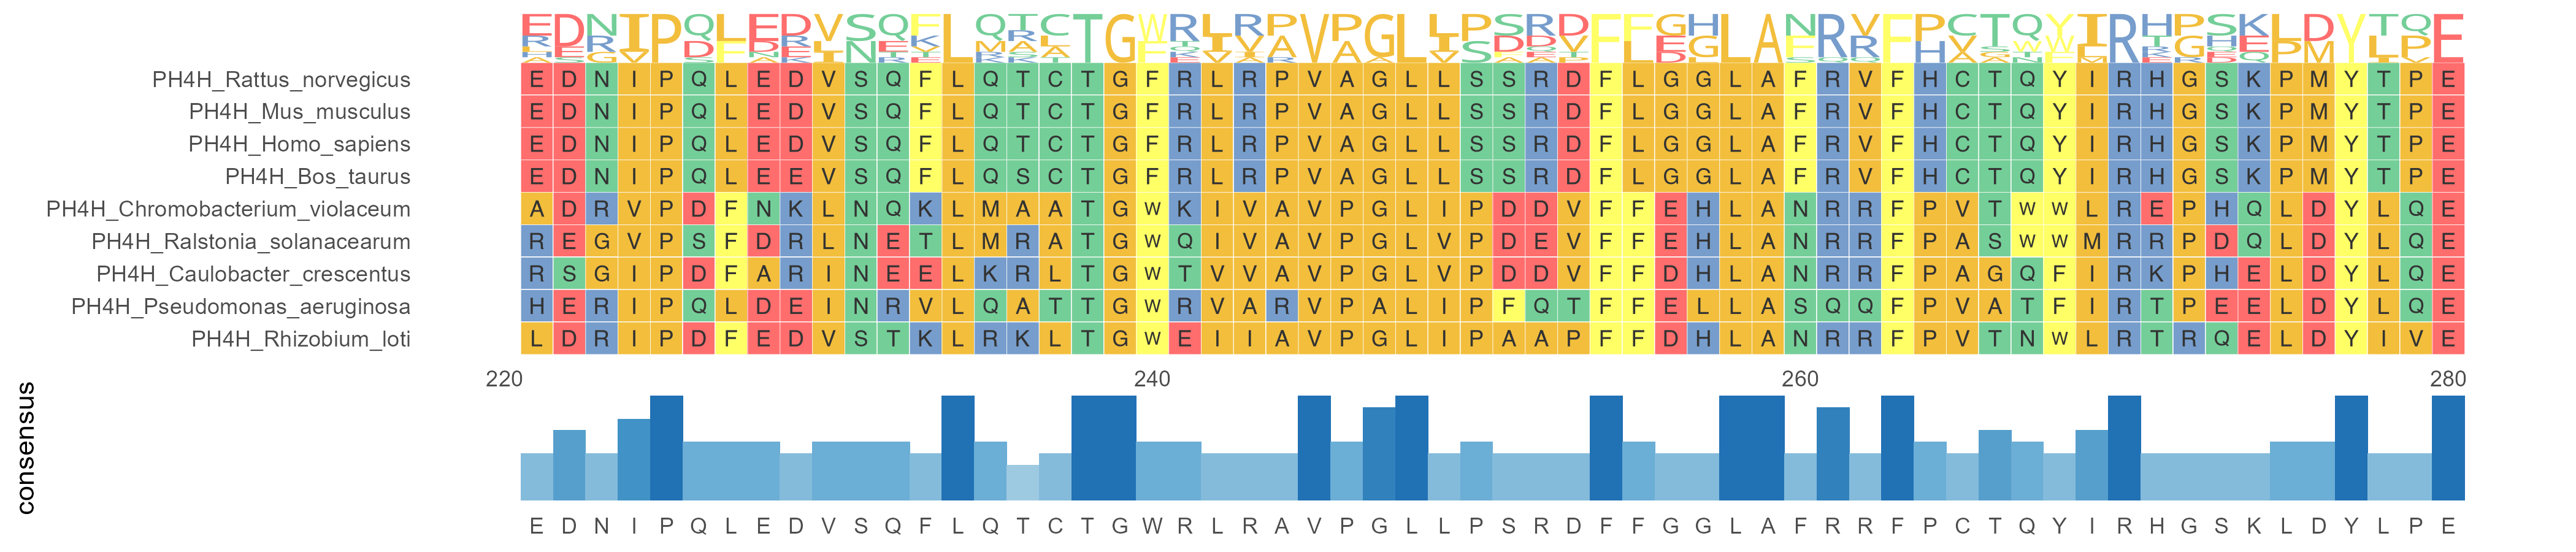 PH4H_Rattus_norvegicus E D N I P Q L E D V S Q F L Q T C T G F R L R P V A G L L S S R D F L G G L A F R V F H C T Q Y I R H G S K P M Y T P E
PH4H_Mus_musculus E D N I P Q L E D V S Q F L Q T C T G F R L R P V A G L L S S R D F L G G L A F R V F H C T Q Y I R H G S K P M Y T P E
PH4H_Homo_sapiens E D N I P Q L E D V S Q F L Q T C T G F R L R P V A G L L S S R D F L G G L A F R V F H C T Q Y I R H G S K P M Y T P E
PH4H_Bos_taurus E D N I P Q L E E V S Q F L Q S C T G F R L R P V A G L L S S R D F L G G L A F R V F H C T Q Y I R H G S K P M Y T P E
PH4H_Chromobacterium_violaceum A D R V P D F N K L N Q K L M A A T G W K I V A V P G L I P D D V F F E H L A N R R F P V T W W L R E P H Q L D Y L Q E
PH4H_Ralstonia_solanacearum R E G V P S F D R L N E T L M R A T G W Q I V A V P G L V P D E V F F E H L A N R R F P A S W W M R R P D Q L D Y L Q E
PH4H_Caulobacter_crescentus R S G I P D F A R I N E E L K R L T G W T V V A V P G L V P D D V F F D H L A N R R F P A G Q F I R K P H E L D Y L Q E
PH4H_Pseudomonas_aeruginosa H E R I P Q L D E I N R V L Q A T T G W R V A R V P A L I P F Q T F F E L L A S Q Q F P V A T F I R T P E E L D Y L Q E
PH4H_Rhizobium_loti L D R I P D F E D V S T K L R K L T G W E I I A V P G L I P A A P F F D H L A N R R F P V T N W L R T R Q E L D Y I V E
220 240 260 280
consensus
E D N I P Q L E D V S Q F L Q T C T G W R L R A V P G L L P S R D F F G G L A F R R F P C T Q Y I R H G S K L D Y L P E